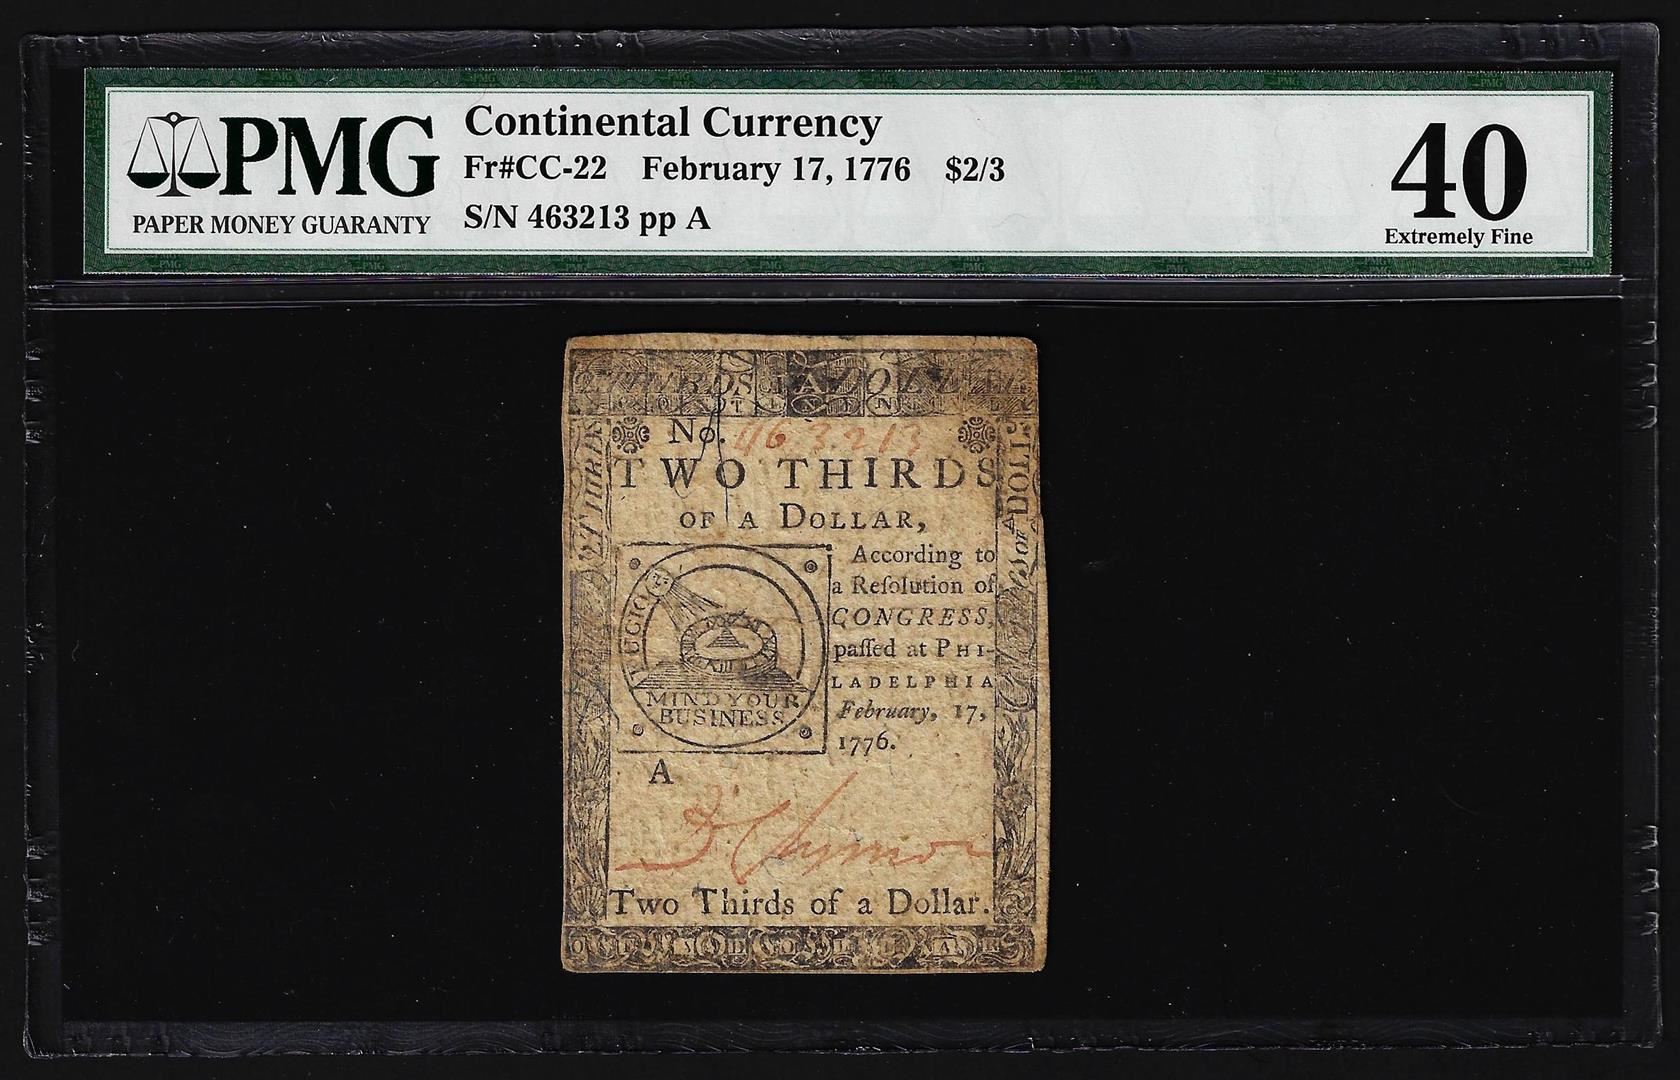 PMG
PAPER MONEY GUARANTY
Continental Currency
Fr#CC-22 February 17, 1776 $2/3
S/N 463213 pp A
40
Extremely Fine
No. 463213
TWO THIRDS
OF A DOLLAR,
According to
a Reſolution of
CONGRESS,
paſſed at PHI-
LADELPHIA
February, 17,
1776.
FUGIO
MIND YOUR
BUSINESS
A
Two Thirds of a Dollar.